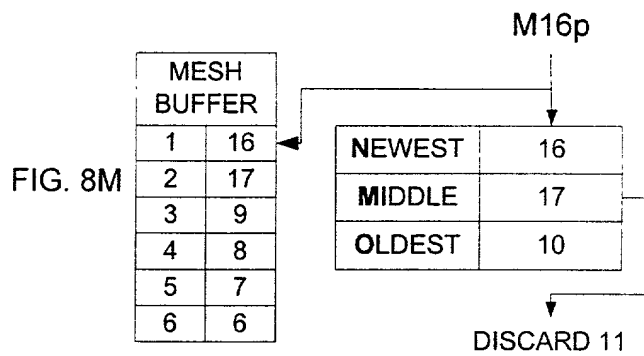 M16p
MESH
BUFFER
1 16
2 17
3 9
4 8
5 7
6 6
FIG. 8M
NEWEST 16
MIDDLE 17
OLDEST 10
DISCARD 11